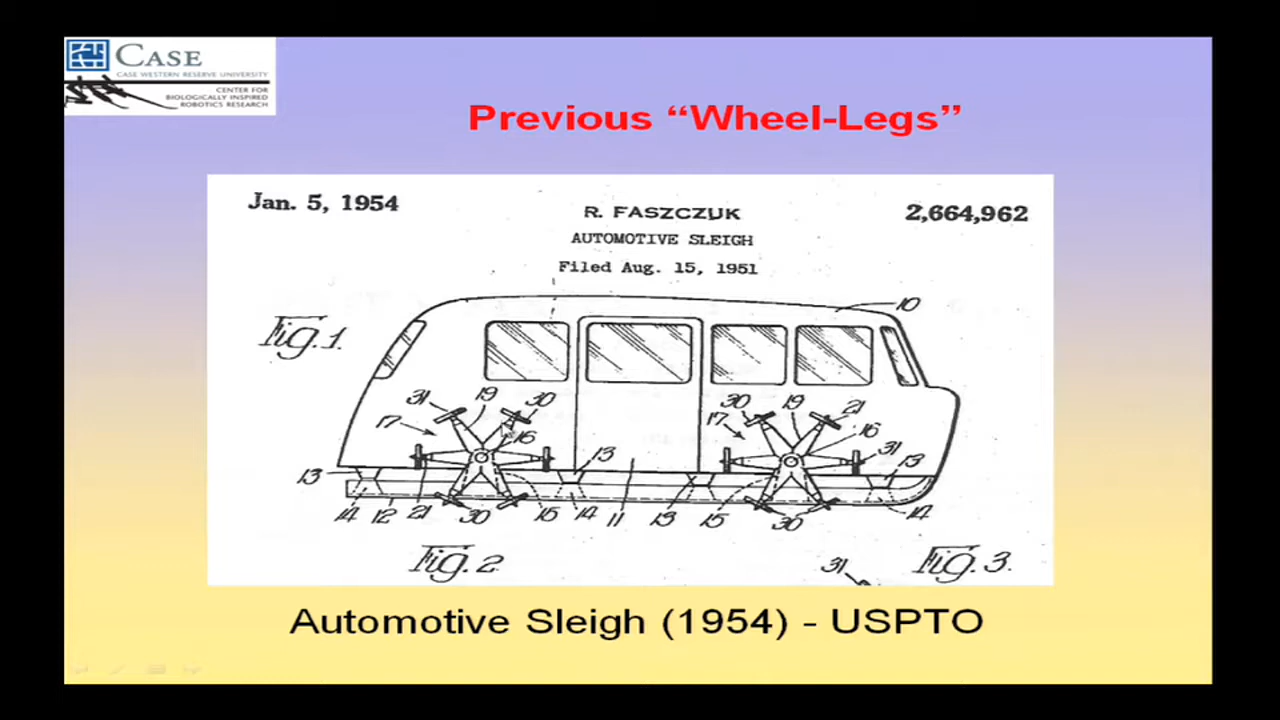 CASE
CASE WESTERN RESERVE UNIVERSITY
CENTER FOR
BIOLOGICALLY INSPIRED
ROBOTICS RESEARCH
Previous “Wheel-Legs”
Jan. 5, 1954
R. FASZCZUK
2,664,962
AUTOMOTIVE SLEIGH
Filed Aug. 15, 1951
10
Fig.1.
31 19 30
30 19 21
17 16
17 16
31
13 13 13
14 12 21 30 15 14 11 13 15 30 14
Fig.2
31
Fig.3.
Automotive Sleigh (1954) - USPTO